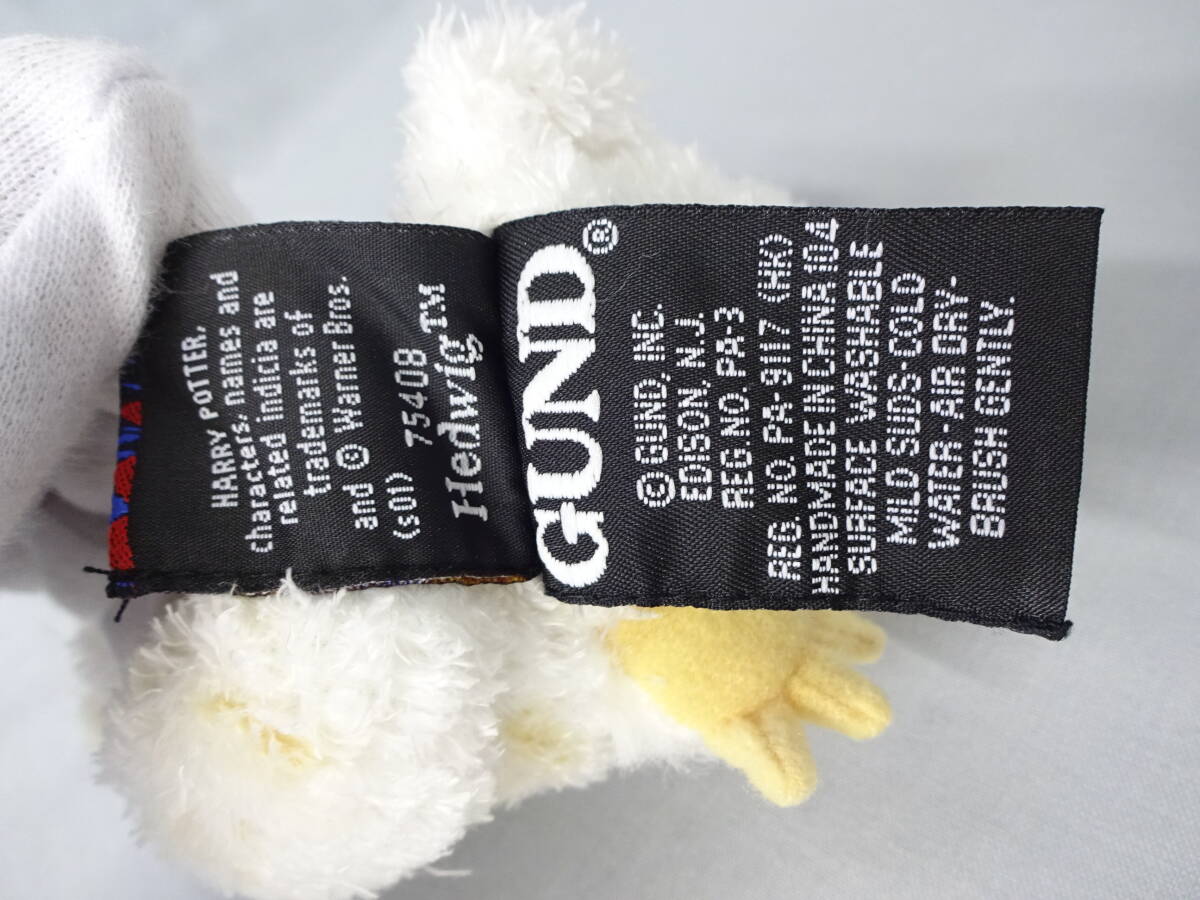 HARRY POTTER,
characters, names and
related indicia are
trademarks of
and © Warner Bros.
(s01) 75408
Hedwig™
GUND®
© GUND, INC.
EDISON, N.J.
REG. NO. PA-3
REG. NO. PA-9117 (HK)
HANDMADE IN CHINA 104
SURFACE WASHABLE
MILD SUDS-COLD
WATER-AIR DRY-
BRUSH GENTLY.